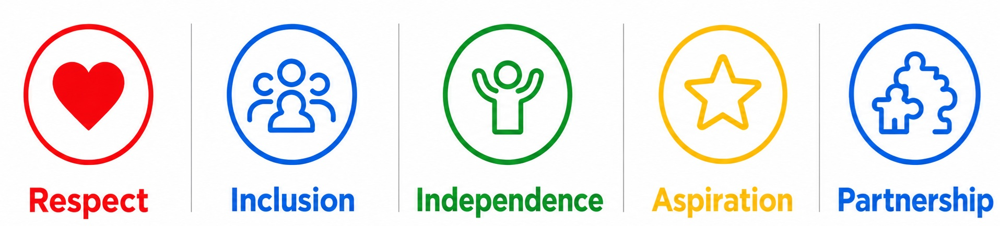 Respect
Inclusion
Independence
Aspiration
Partnership